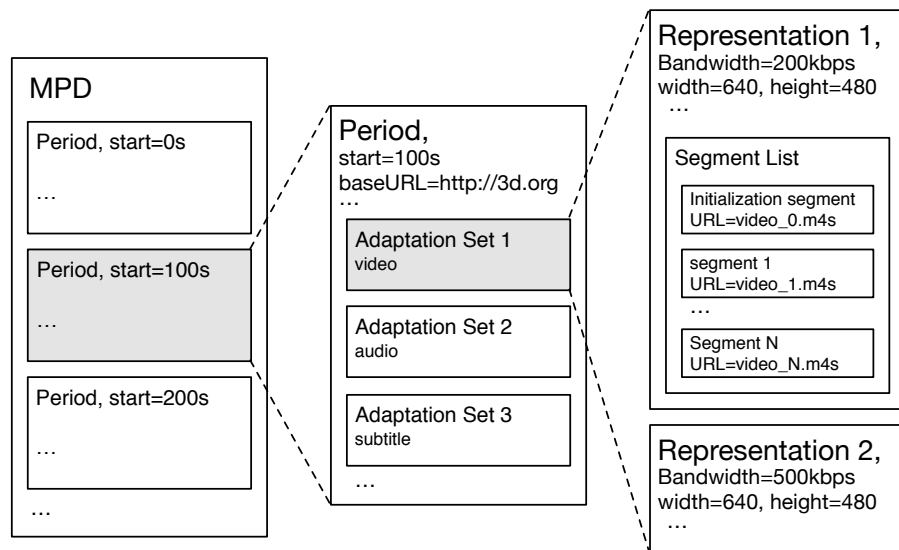 MPD
Period, start=0s
…
Period, start=100s
…
Period, start=200s
…
…
Period,
start=100s
baseURL=http://3d.org
…
Adaptation Set 1
video
Adaptation Set 2
audio
Adaptation Set 3
subtitle
…
Representation 1,
Bandwidth=200kbps
width=640, height=480
…
Segment List
Initialization segment
URL=video_0.m4s
segment 1
URL=video_1.m4s
…
Segment N
URL=video_N.m4s
Representation 2,
Bandwidth=500kbps
width=640, height=480
…